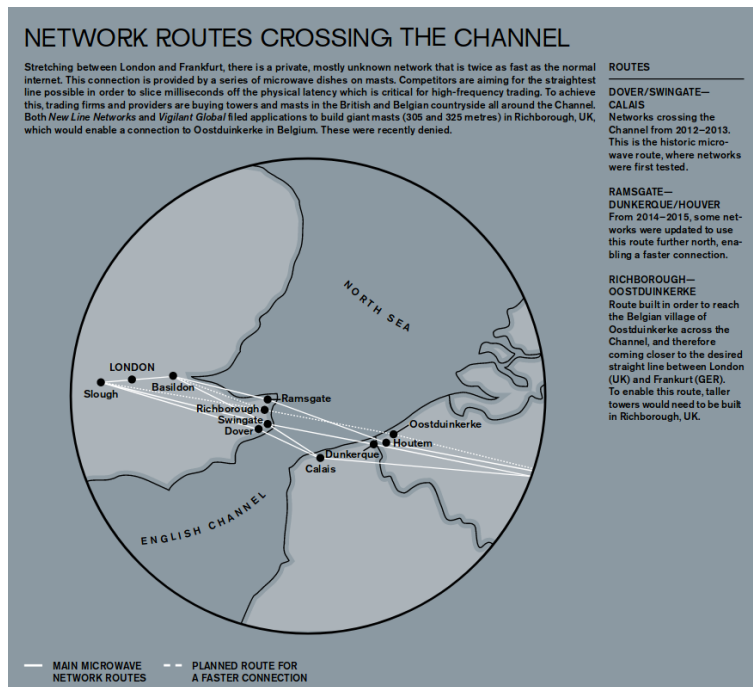 NETWORK ROUTES CROSSING THE CHANNEL
Stretching between London and Frankfurt, there is a private, mostly unknown network that is twice as fast as the normal
internet. This connection is provided by a series of microwave dishes on masts. Competitors are aiming for the straightest
line possible in order to slice milliseconds off the physical latency which is critical for high-frequency trading. To achieve
this, trading firms and providers are buying towers and masts in the British and Belgian countryside all around the Channel.
Both New Line Networks and Vigilant Global filed applications to build giant masts (305 and 325 metres) in Richborough, UK,
which would enable a connection to Oostduinkerke in Belgium. These were recently denied.
ROUTES
DOVER/SWINGATE—
CALAIS
Networks crossing the
Channel from 2012–2013.
This is the historic micro-
wave route, where networks
were first tested.
RAMSGATE—
DUNKERQUE/HOUVER
From 2014–2015, some net-
works were updated to use
this route further north, ena-
bling a faster connection.
RICHBOROUGH—
OOSTDUINKERKE
Route built in order to reach
the Belgian village of
Oostduinkerke across the
Channel, and therefore
coming closer to the desired
straight line between London
(UK) and Frankurt (GER).
To enable this route, taller
towers would need to be built
in Richborough, UK.
NORTH SEA
LONDON
Slough
Basildon
Ramsgate
Richborough
Swingate
Dover
Oostduinkerke
Houtem
Dunkerque
Calais
ENGLISH CHANNEL
MAIN MICROWAVE
NETWORK ROUTES
PLANNED ROUTE FOR
A FASTER CONNECTION